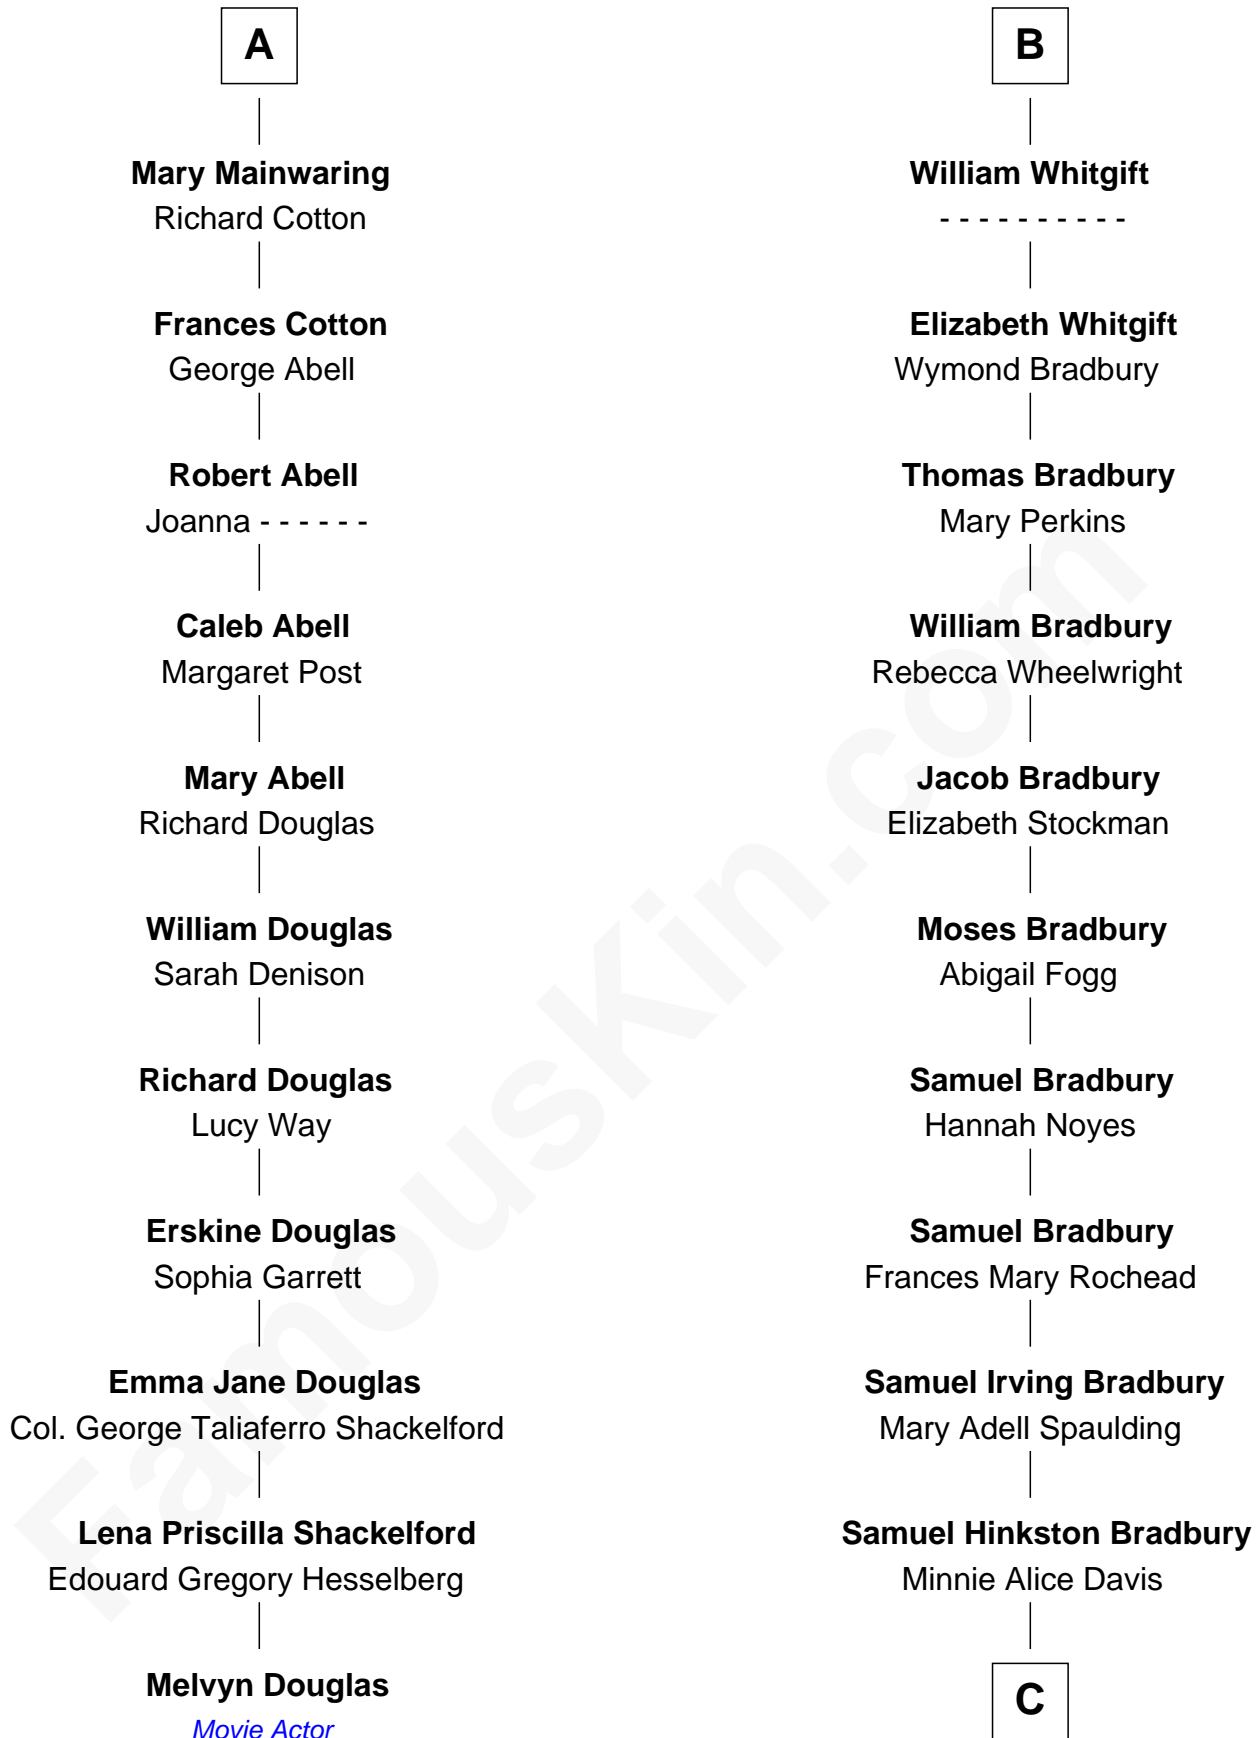 A
Mary Mainwaring
Richard Cotton
Frances Cotton
George Abell
Robert Abell
Joanna - - - - - -
Caleb Abell
Margaret Post
Mary Abell
Richard Douglas
William Douglas
Sarah Denison
Richard Douglas
Lucy Way
Erskine Douglas
Sophia Garrett
Emma Jane Douglas
Col. George Taliaferro Shackelford
Lena Priscilla Shackelford
Edouard Gregory Hesselberg
Melvyn Douglas
Movie Actor
B
William Whitgift
- - - - - - - - - -
Elizabeth Whitgift
Wymond Bradbury
Thomas Bradbury
Mary Perkins
William Bradbury
Rebecca Wheelwright
Jacob Bradbury
Elizabeth Stockman
Moses Bradbury
Abigail Fogg
Samuel Bradbury
Hannah Noyes
Samuel Bradbury
Frances Mary Rochead
Samuel Irving Bradbury
Mary Adell Spaulding
Samuel Hinkston Bradbury
Minnie Alice Davis
C
FamousKin.com